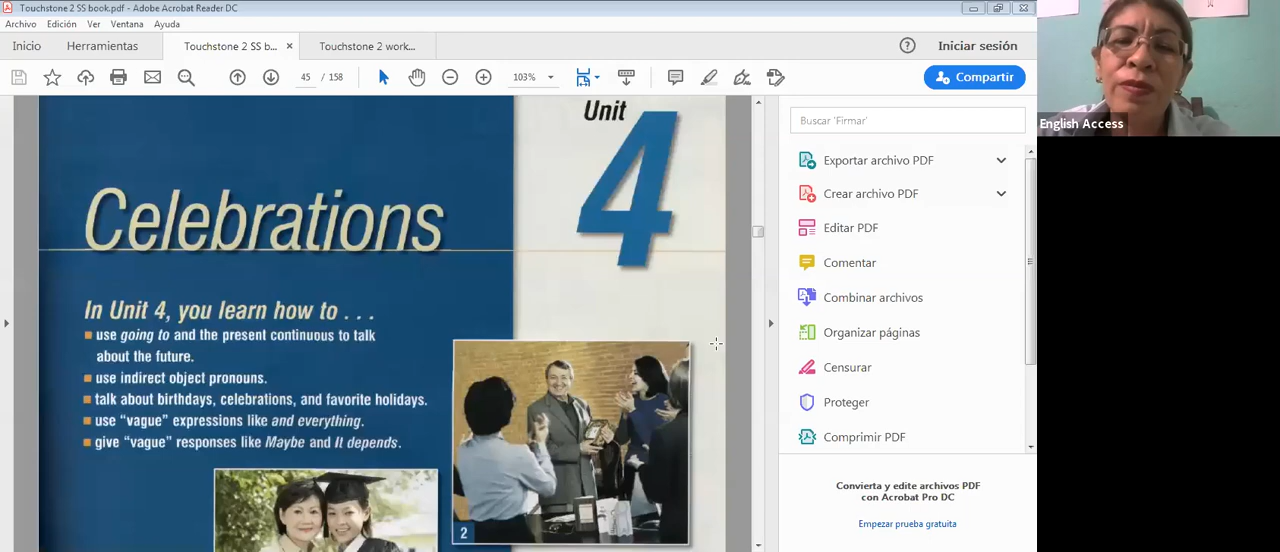 Touchstone 2 SS book.pdf - Adobe Acrobat Reader DC
Archivo Edición Ver Ventana Ayuda
Inicio Herramientas Touchstone 2 SS b... × Touchstone 2 work... Iniciar sesión
45 / 158 103% Compartir
Unit
4
Celebrations
In Unit 4, you learn how to . . .
use going to and the present continuous to talk
about the future.
use indirect object pronouns.
talk about birthdays, celebrations, and favorite holidays.
use “vague” expressions like and everything.
give “vague” responses like Maybe and It depends.
2
Buscar 'Firmar'
Exportar archivo PDF
Crear archivo PDF
Editar PDF
Comentar
Combinar archivos
Organizar páginas
Censurar
Proteger
Comprimir PDF
Convierta y edite archivos PDF
con Acrobat Pro DC
Empezar prueba gratuita
English Access